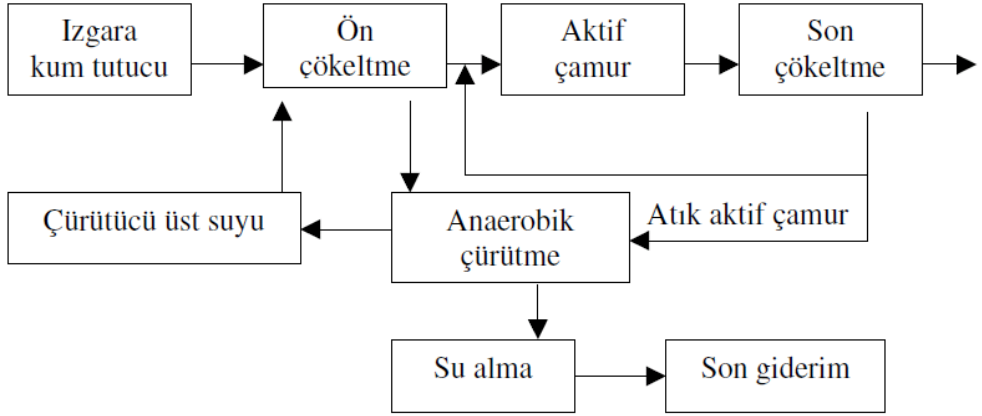 Izgara
kum tutucu
Ön
çökeltme
Aktif
çamur
Son
çökeltme
Çürütücü üst suyu
Anaerobik
çürütme
Atık aktif çamur
Su alma
Son giderim